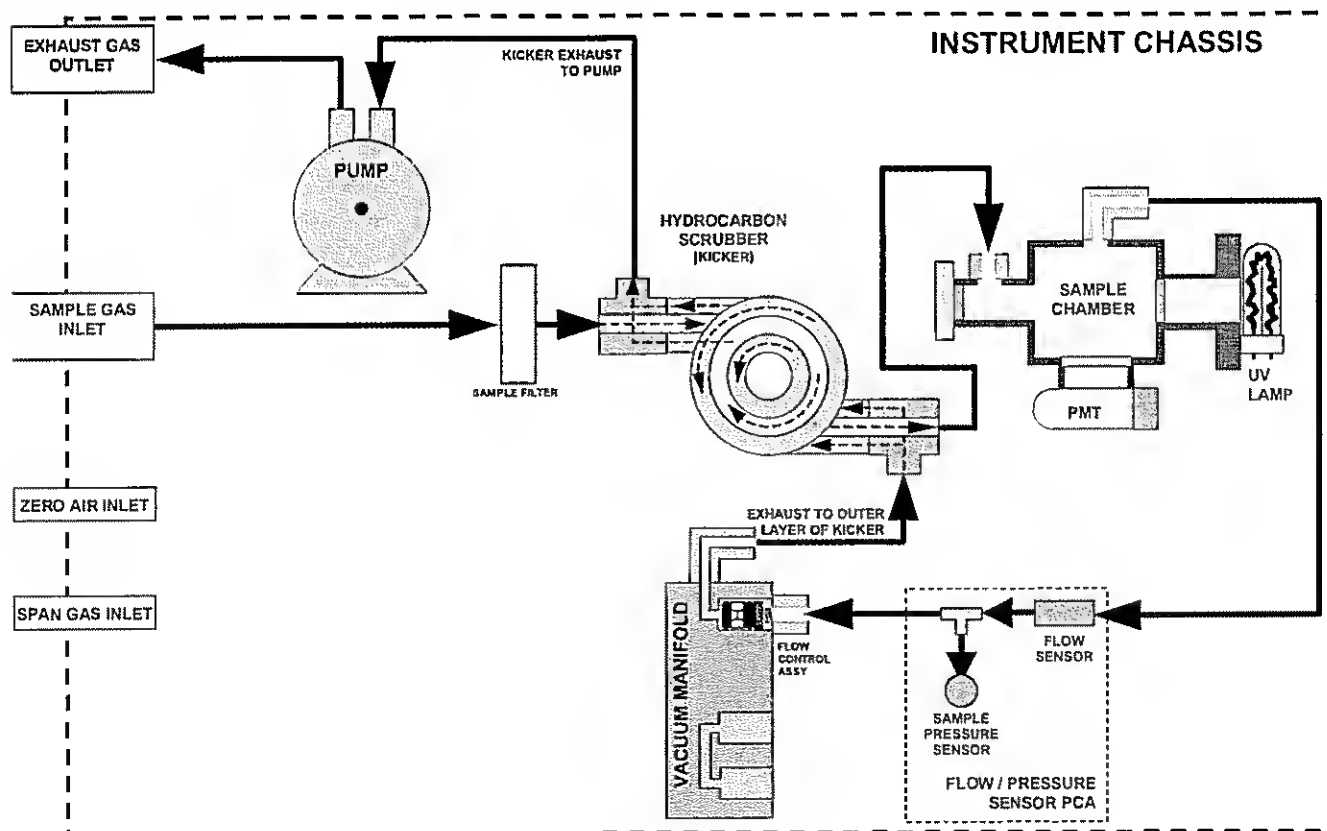 EXHAUST GAS
OUTLET
KICKER EXHAUST
TO PUMP
INSTRUMENT CHASSIS
PUMP
HYDROCARBON
SCRUBBER
(KICKER)
SAMPLE GAS
INLET
SAMPLE
CHAMBER
SAMPLE FILTER
UV
LAMP
PMT
ZERO AIR INLET
EXHAUST TO OUTER
LAYER OF KICKER
SPAN GAS INLET
VACUUM MANIFOLD
FLOW
CONTROL
ASSY
FLOW
SENSOR
SAMPLE
PRESSURE
SENSOR
FLOW / PRESSURE
SENSOR PCA